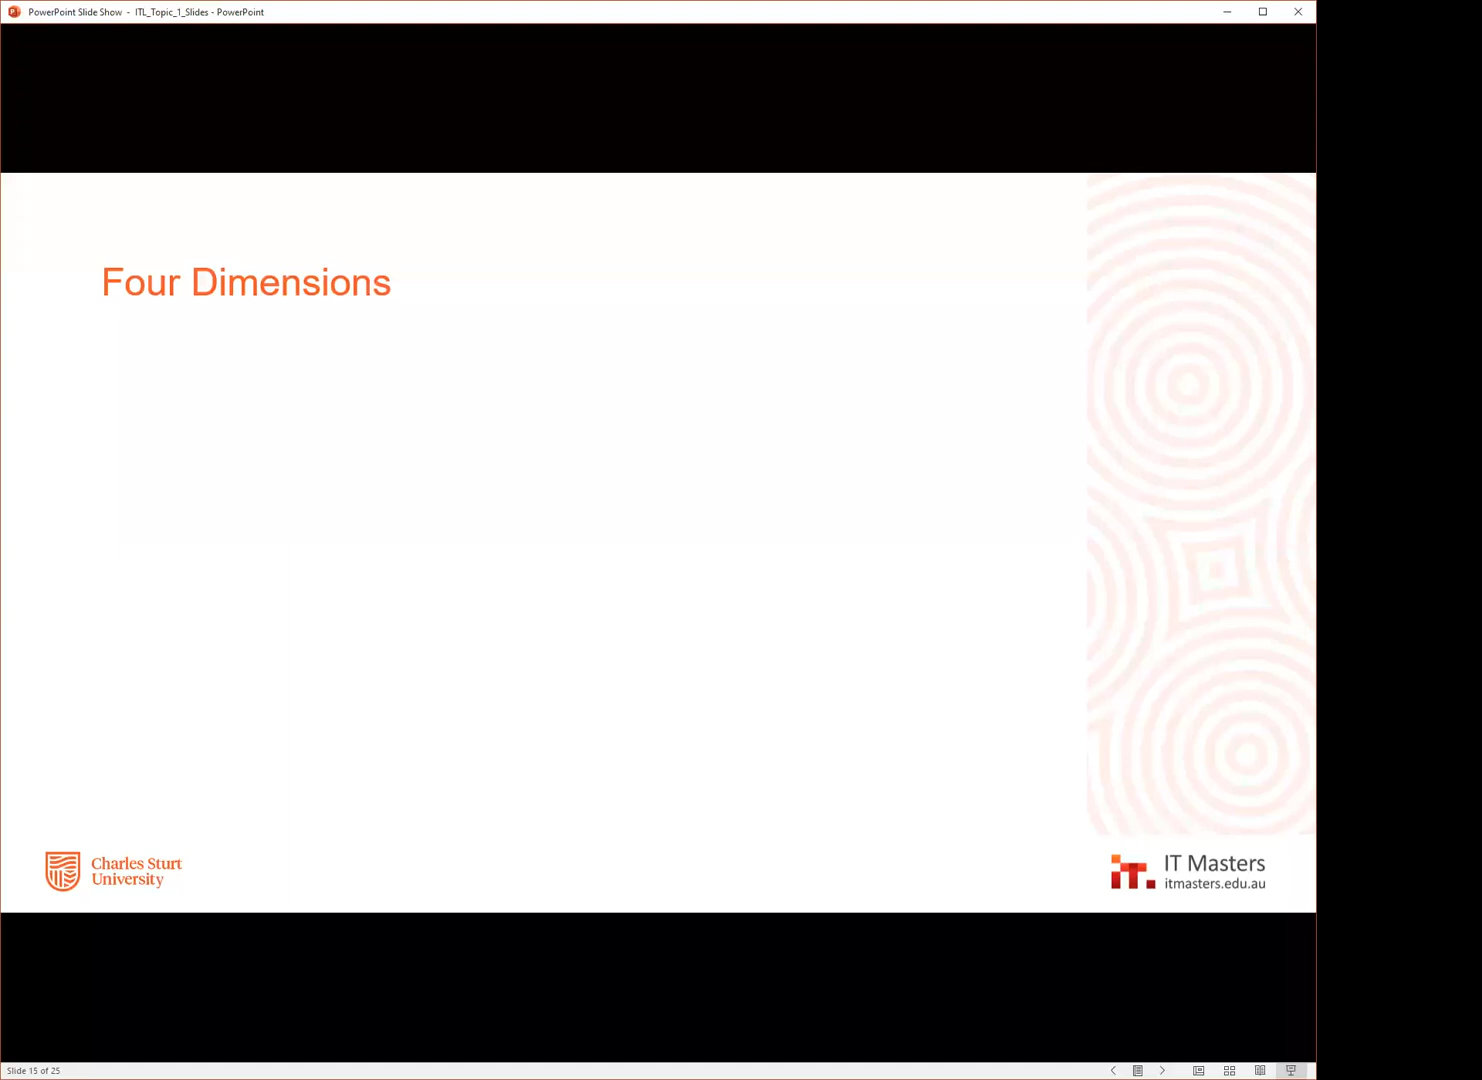 PowerPoint Slide Show - ITL_Topic_1_Slides - PowerPoint
Four Dimensions
Charles Sturt
University
IT Masters
itmasters.edu.au
Slide 15 of 25